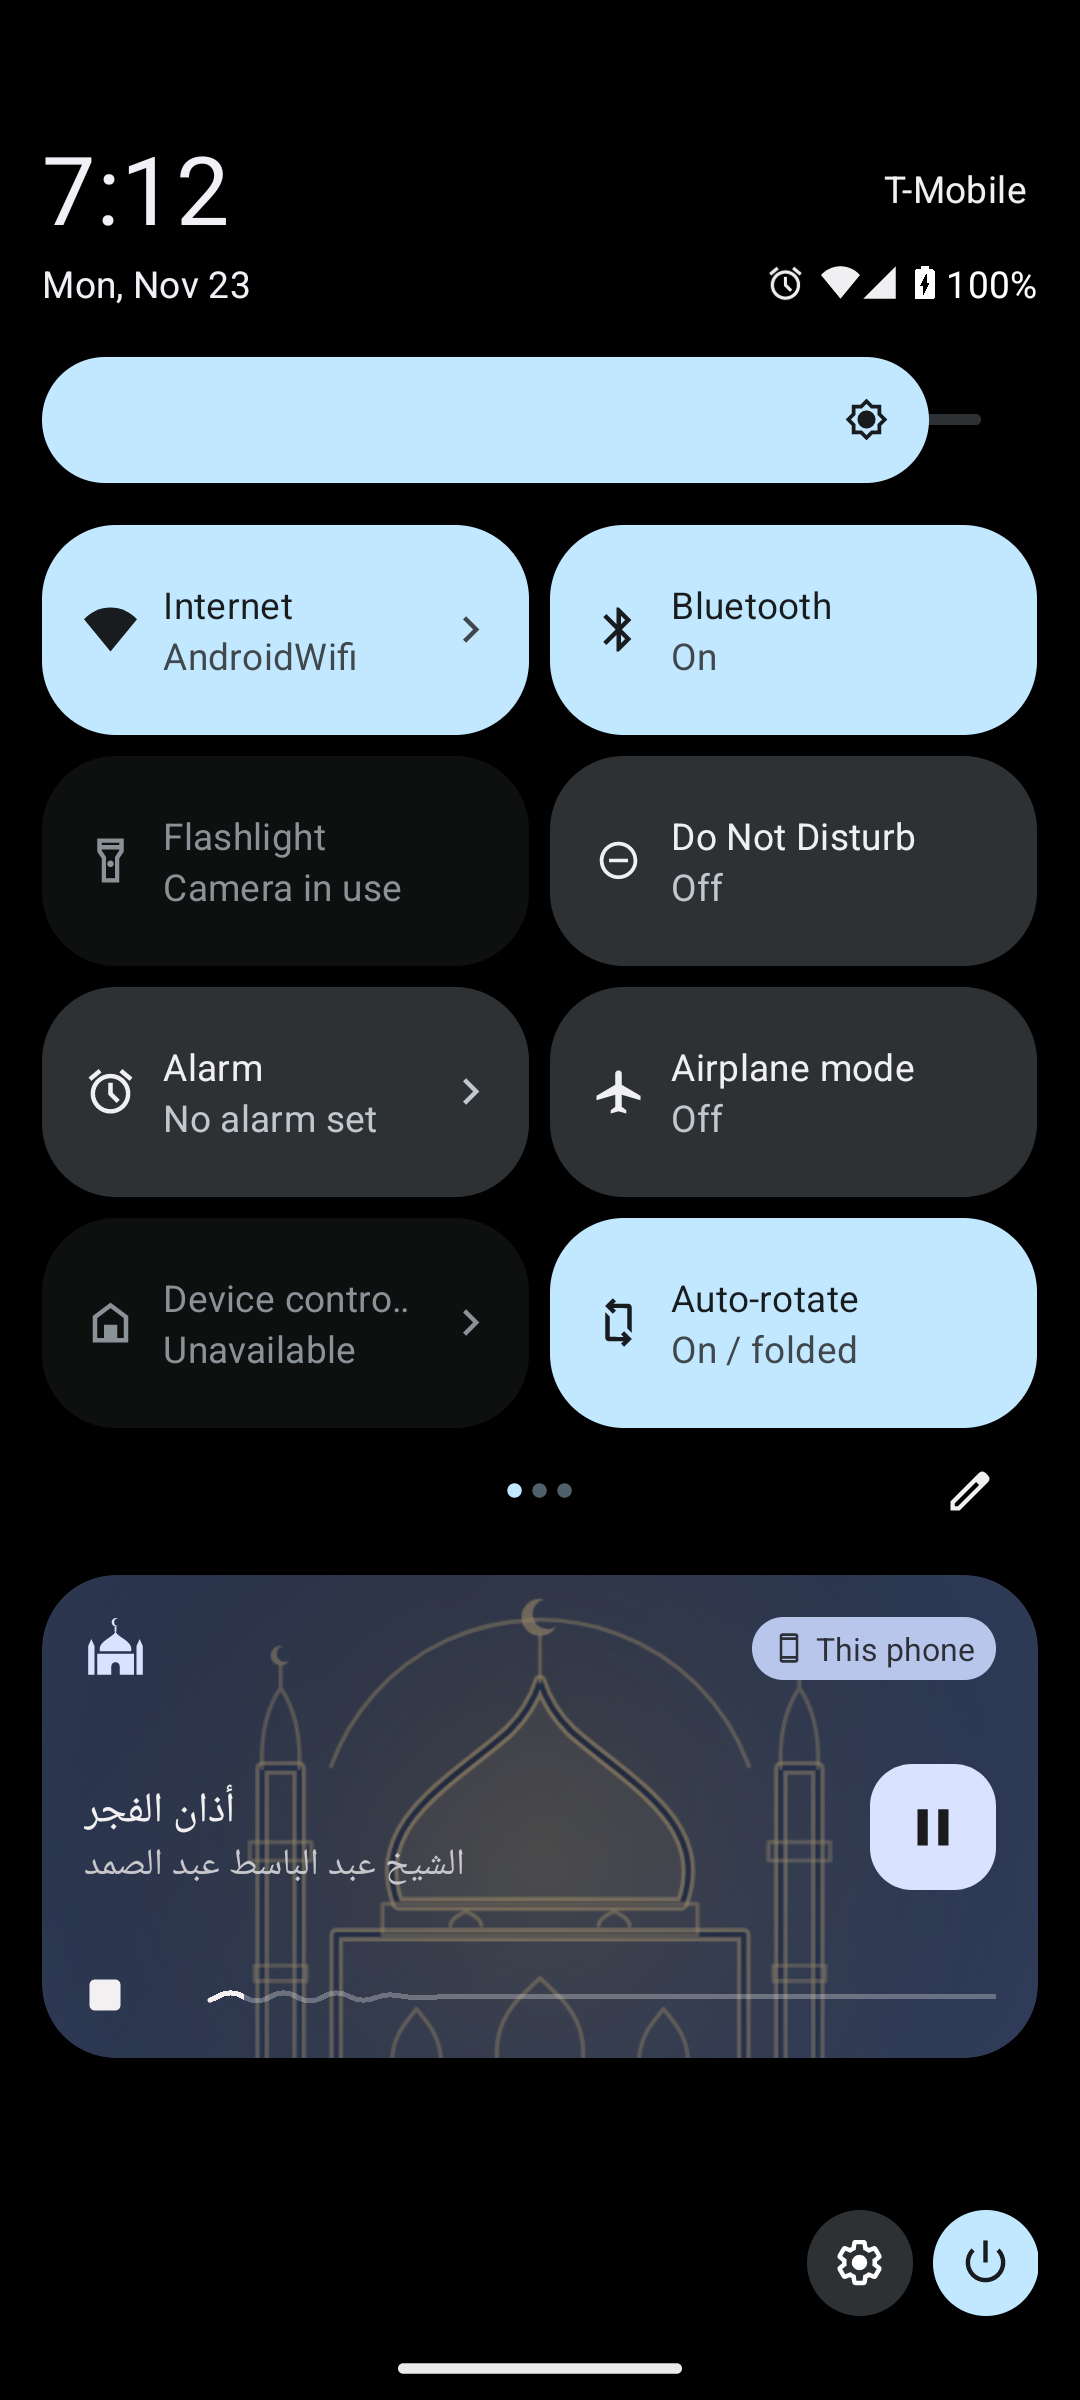 7:12
T-Mobile
Mon, Nov 23
100%
Internet
AndroidWifi
Bluetooth
On
Flashlight
Camera in use
Do Not Disturb
Off
Alarm
No alarm set
Airplane mode
Off
Device contro..
Unavailable
Auto-rotate
On / folded
This phone
أذان الفجر
الشيخ عبد الباسط عبد الصمد